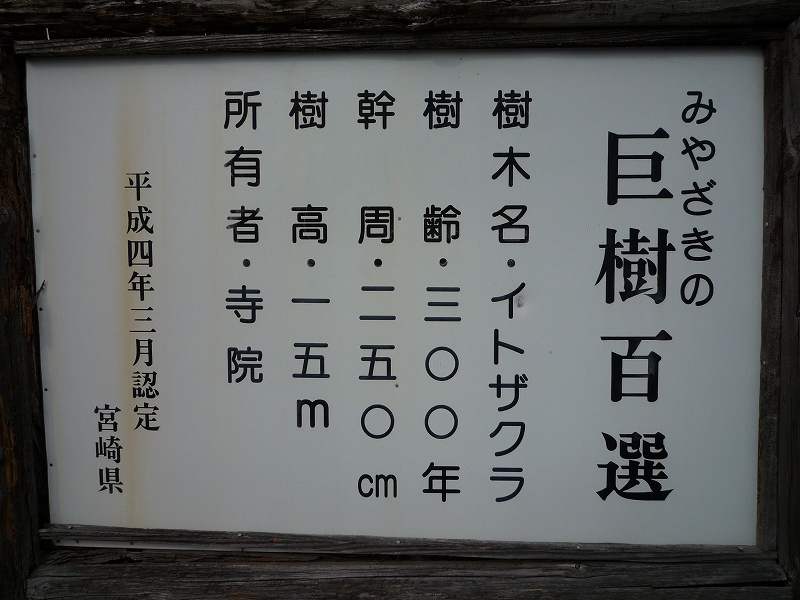 みやざきの
巨樹百選
樹木名・イトザクラ
樹齢・三〇〇年
幹周・二五〇cm
樹高・一五m
所有者・寺院
平成四年三月認定
宮崎県